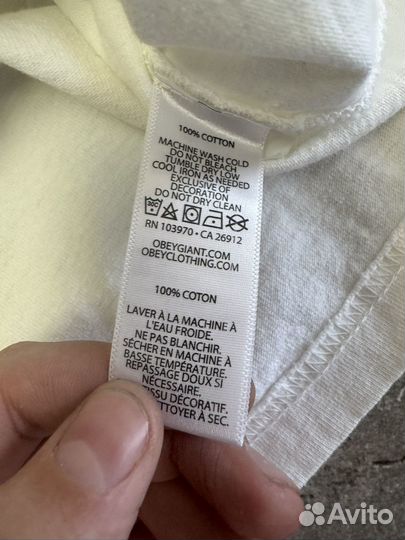 100% COTTON
MACHINE WASH COLD
DO NOT BLEACH
TUMBLE DRY LOW
COOL IRON AS NEEDED
EXCLUSIVE OF
DECORATION
DO NOT DRY CLEAN
RN 103970 • CA 26912
OBEYGIANT.COM
OBEYCLOTHING.COM
100% COTON
LAVER À LA MACHINE À
L'EAU FROIDE.
NE PAS BLANCHIR.
SÉCHER EN MACHINE À
BASSE TEMPÉRATURE.
REPASSAGE DOUX SI
NÉCESSAIRE.
TISSU DÉCORATIF.
ETTOYER À SEC.
Avito